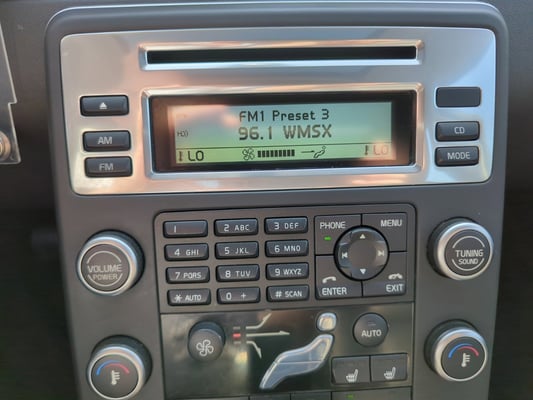 FM1 Preset 3
HD)
96.1 WMSX
LO
LO
AM
FM
CD
MODE
VOLUME
POWER
1
2 ABC
3 DEF
4 GHI
5 JKL
6 MNO
7 PQRS
8 TUV
9 WXYZ
* AUTO
0 +
# SCAN
PHONE
MENU
ENTER
EXIT
TUNING
SOUND
AUTO